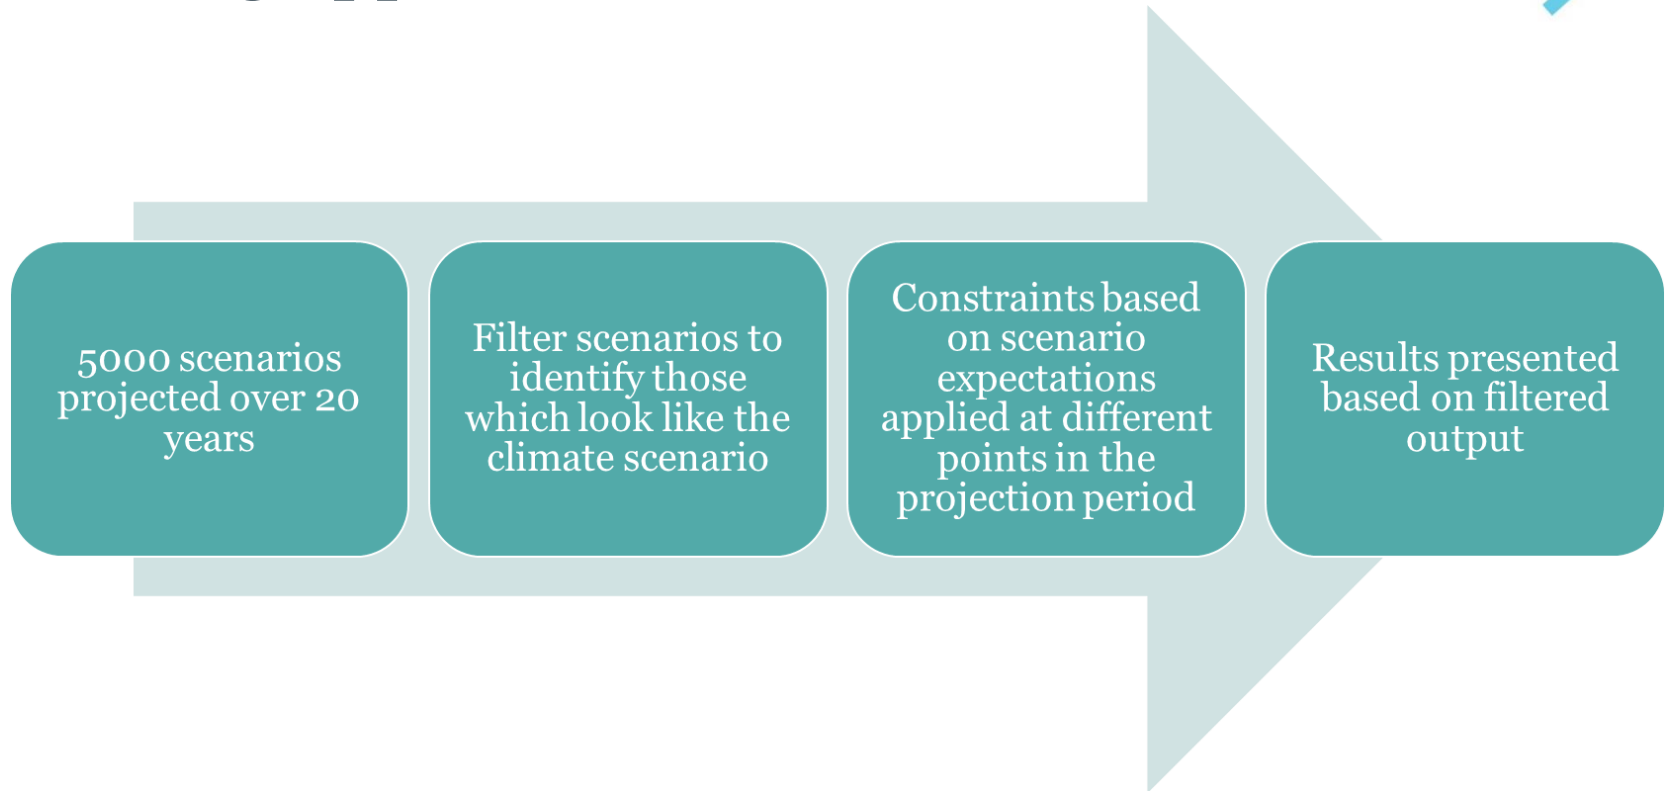 5000 scenarios
projected over 20
years
Filter scenarios to
identify those
which look like the
climate scenario
Constraints based
on scenario
expectations
applied at different
points in the
projection period
Results presented
based on filtered
output